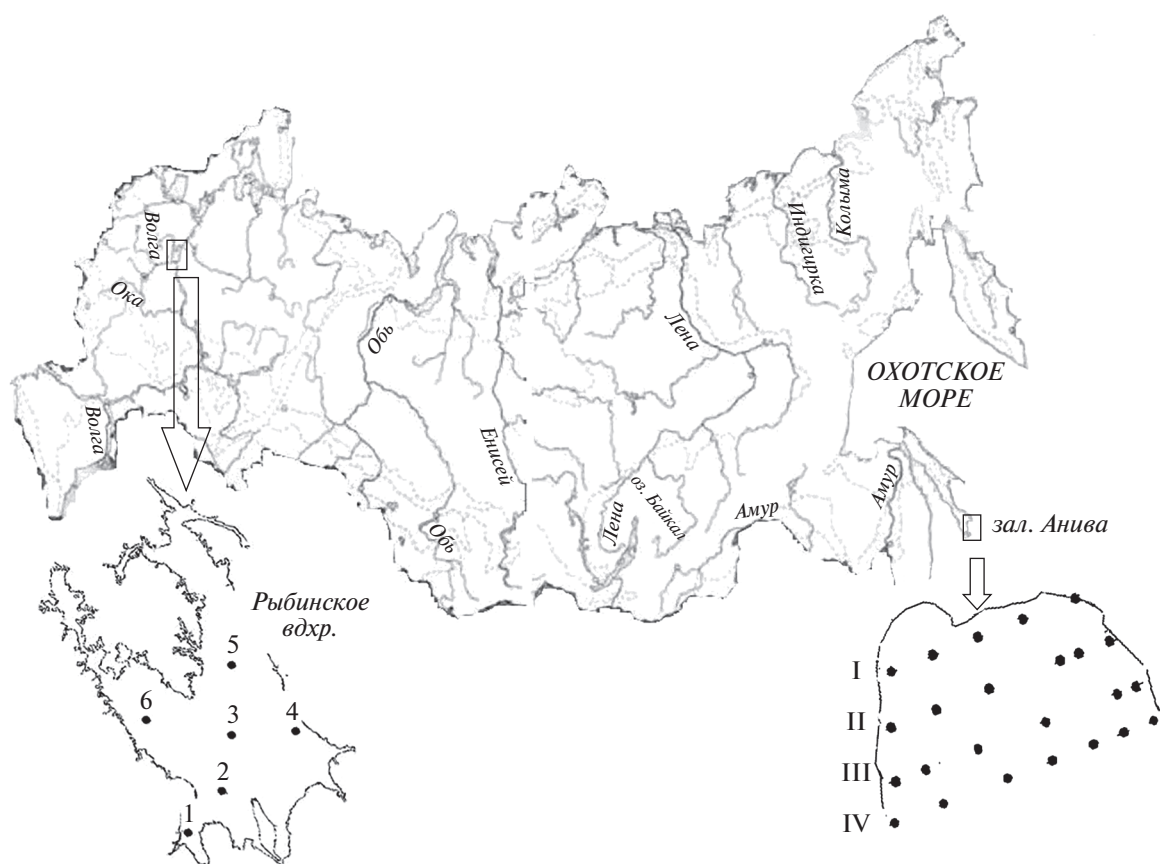 Волга
Ока
Волга
Обь
Обь
Енисей
Лена
Лена
оз. Байкал
Индигирка
Колыма
Амур
Амур
ОХОТСКОЕ
МОРЕ
зал. Анива
Рыбинское
вдхр.
5
6
3
4
2
1
I
II
III
IV